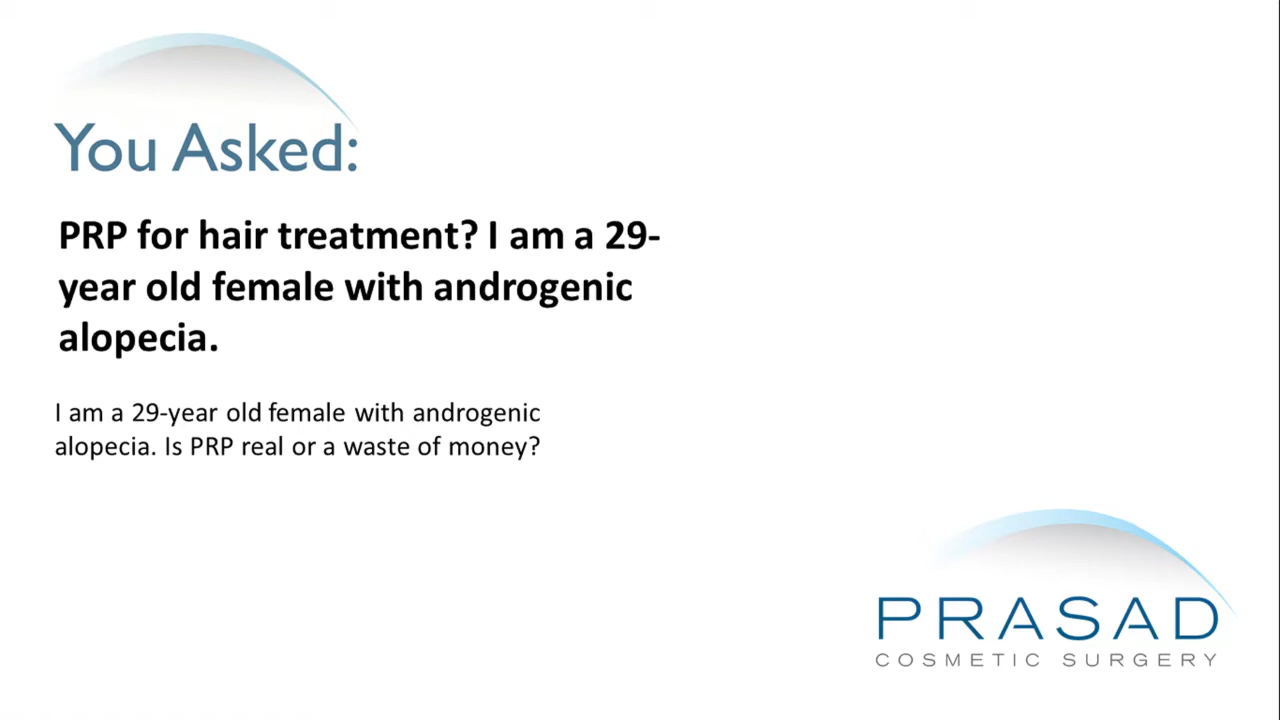 You Asked:
PRP for hair treatment? I am a 29-
year old female with androgenic
alopecia.
I am a 29-year old female with androgenic
alopecia. Is PRP real or a waste of money?
PRASAD
COSMETIC SURGERY